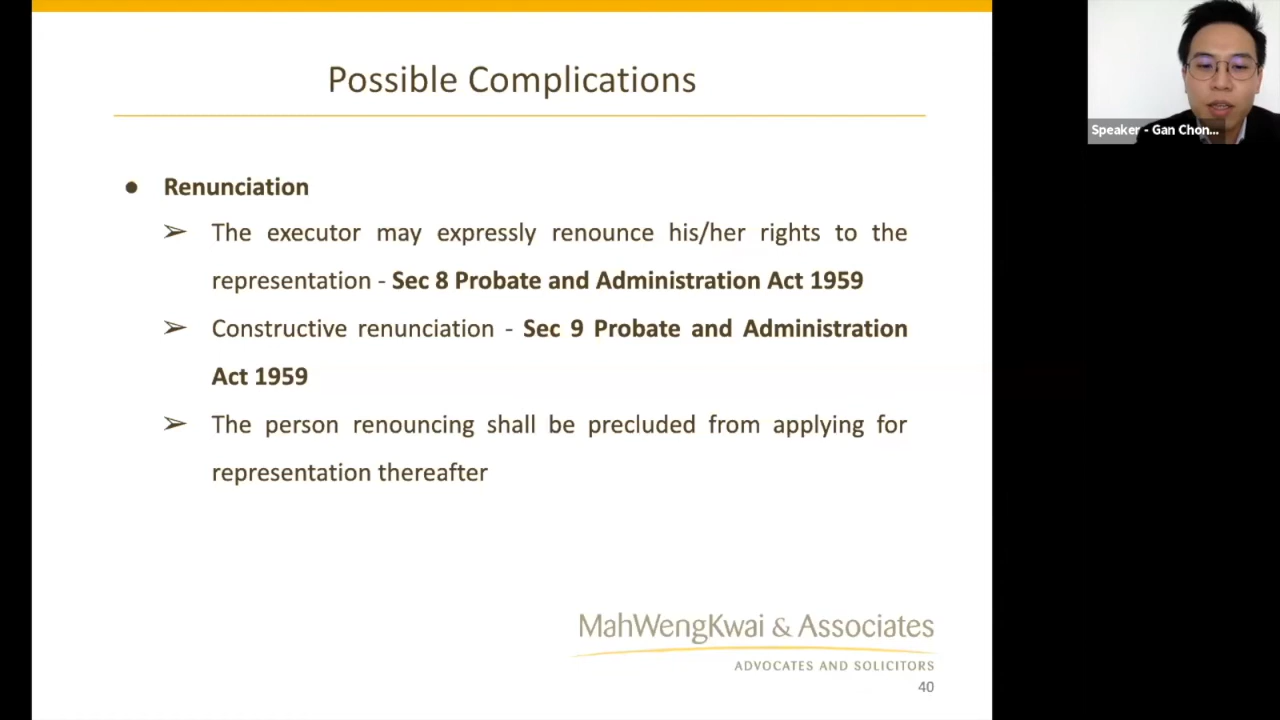 Possible Complications
Speaker - Gan Chon...
● Renunciation
➢ The executor may expressly renounce his/her rights to the
representation - Sec 8 Probate and Administration Act 1959
➢ Constructive renunciation - Sec 9 Probate and Administration
Act 1959
➢ The person renouncing shall be precluded from applying for
representation thereafter
MahWengKwai & Associates
ADVOCATES AND SOLICITORS
40